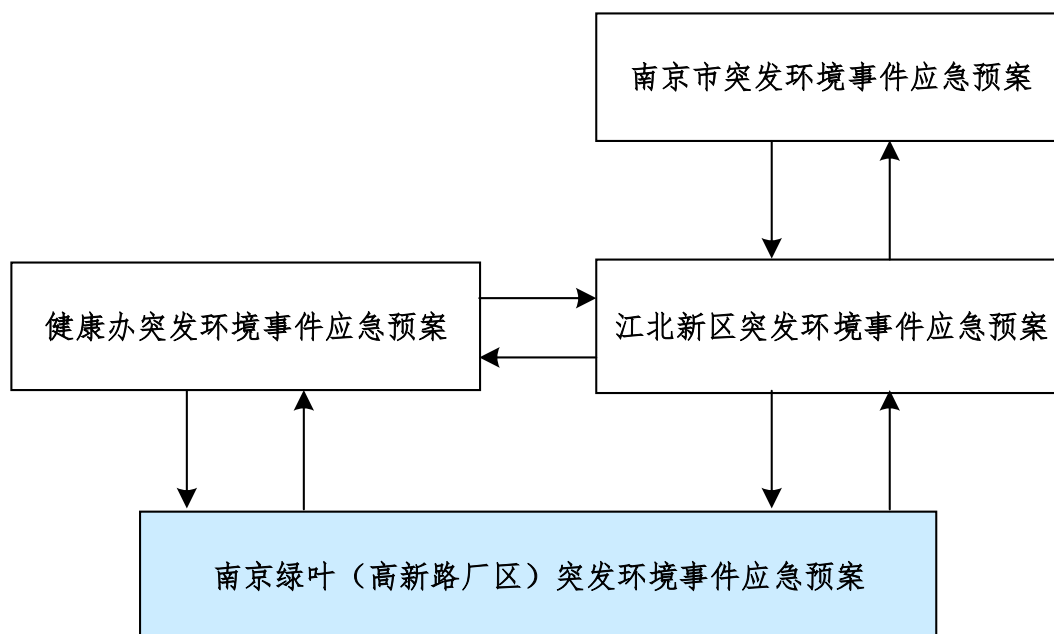 南京市突发环境事件应急预案
健康办突发环境事件应急预案
江北新区突发环境事件应急预案
南京绿叶（高新路厂区）突发环境事件应急预案